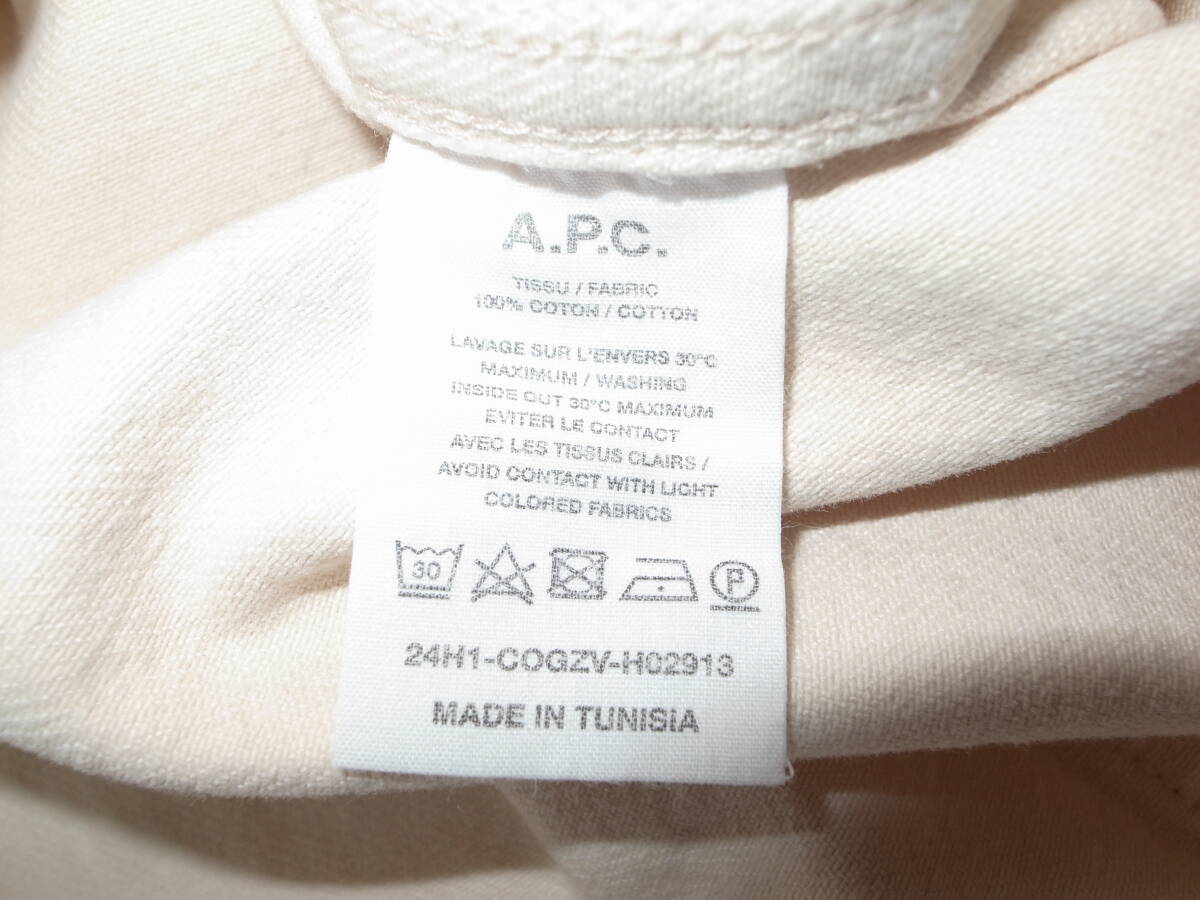 A.P.C.
TISSU / FABRIC
100% COTON / COTTON
LAVAGE SUR L'ENVERS 30°C
MAXIMUM / WASHING
INSIDE OUT 30°C MAXIMUM
EVITER LE CONTACT
AVEC LES TISSUS CLAIRS /
AVOID CONTACT WITH LIGHT
COLORED FABRICS
30 P
24H1-COGZV-H02913
MADE IN TUNISIA